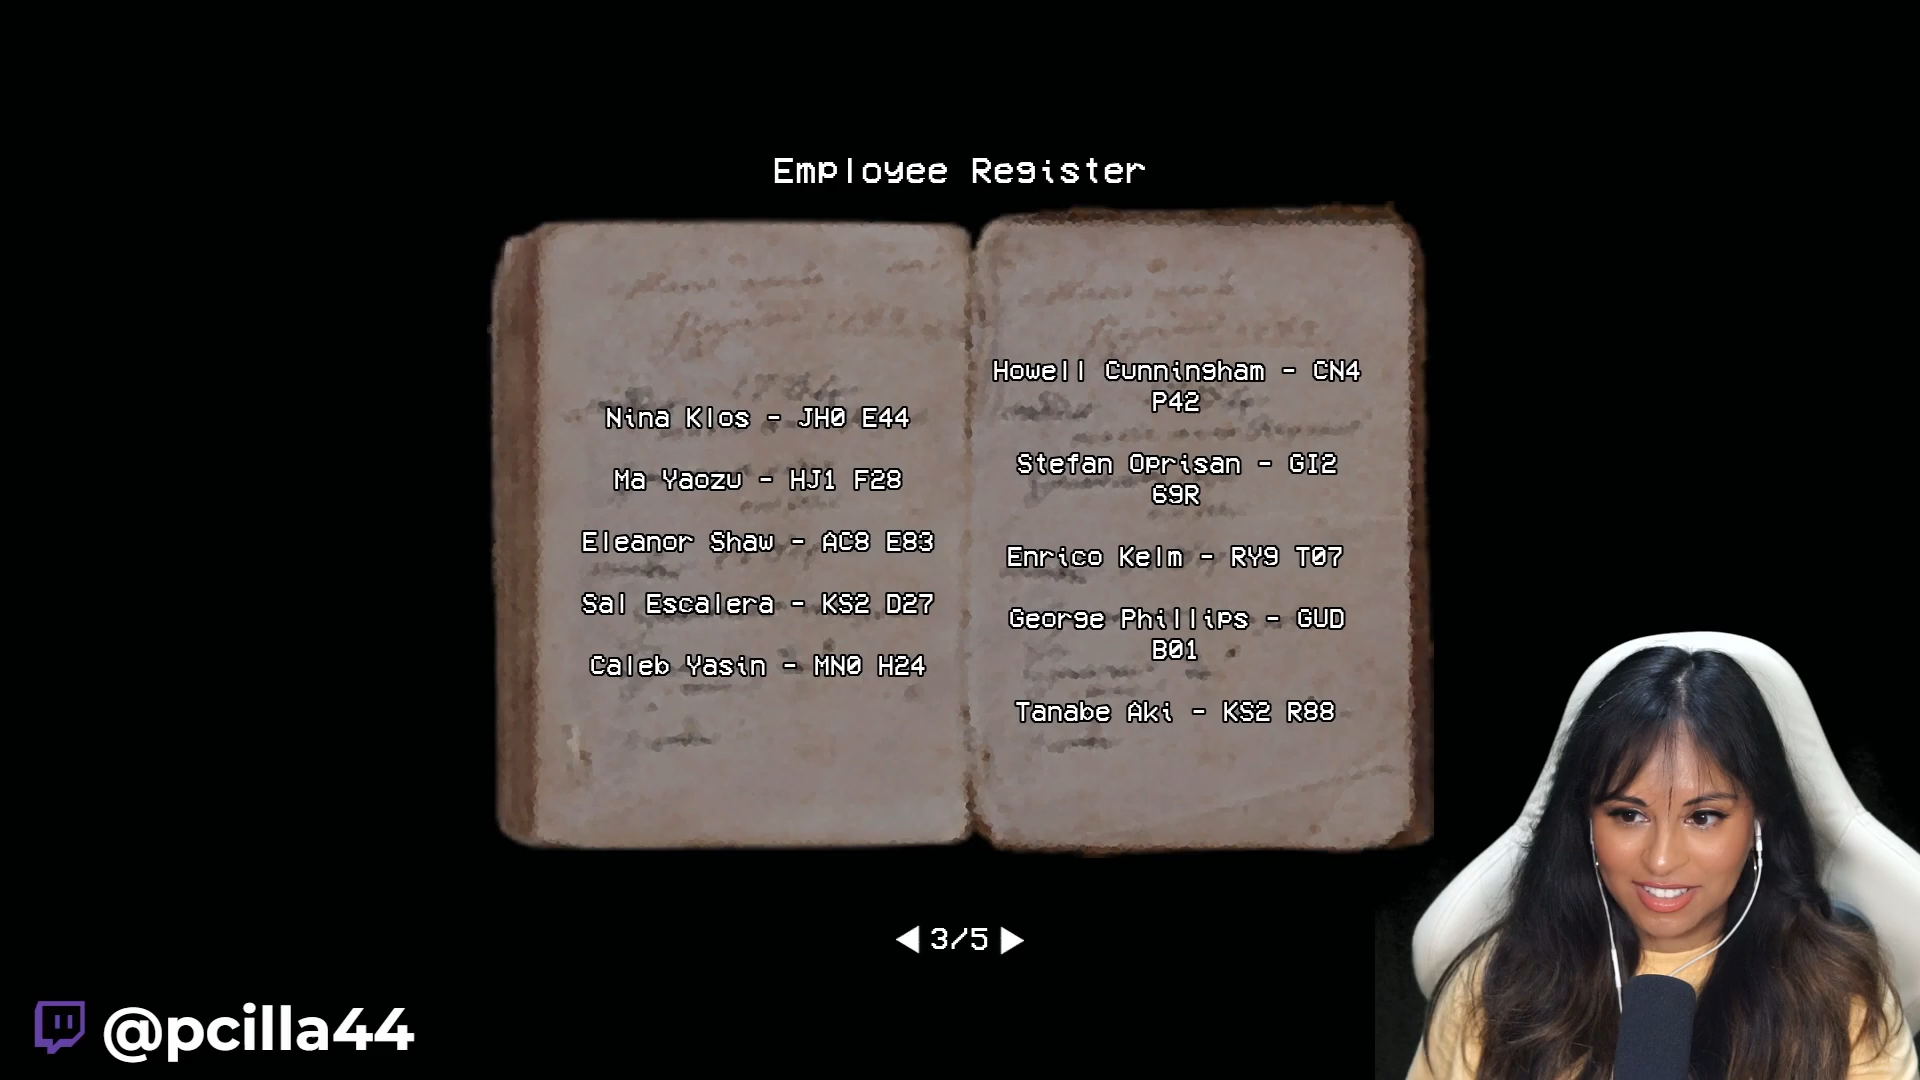 Employee Register
Nina Klos - JH0 E44
Ma Yaozu - HJ1 F28
Eleanor Shaw - AC8 E83
Sal Escalera - KS2 D27
Caleb Yasin - MN0 H24
Howell Cunningham - CN4
P42
Stefan Oprisan - GI2
69R
Enrico Kelm - RY9 T07
George Phillips - GUD
B01
Tanabe Aki - KS2 R88
3/5
@pcilla44